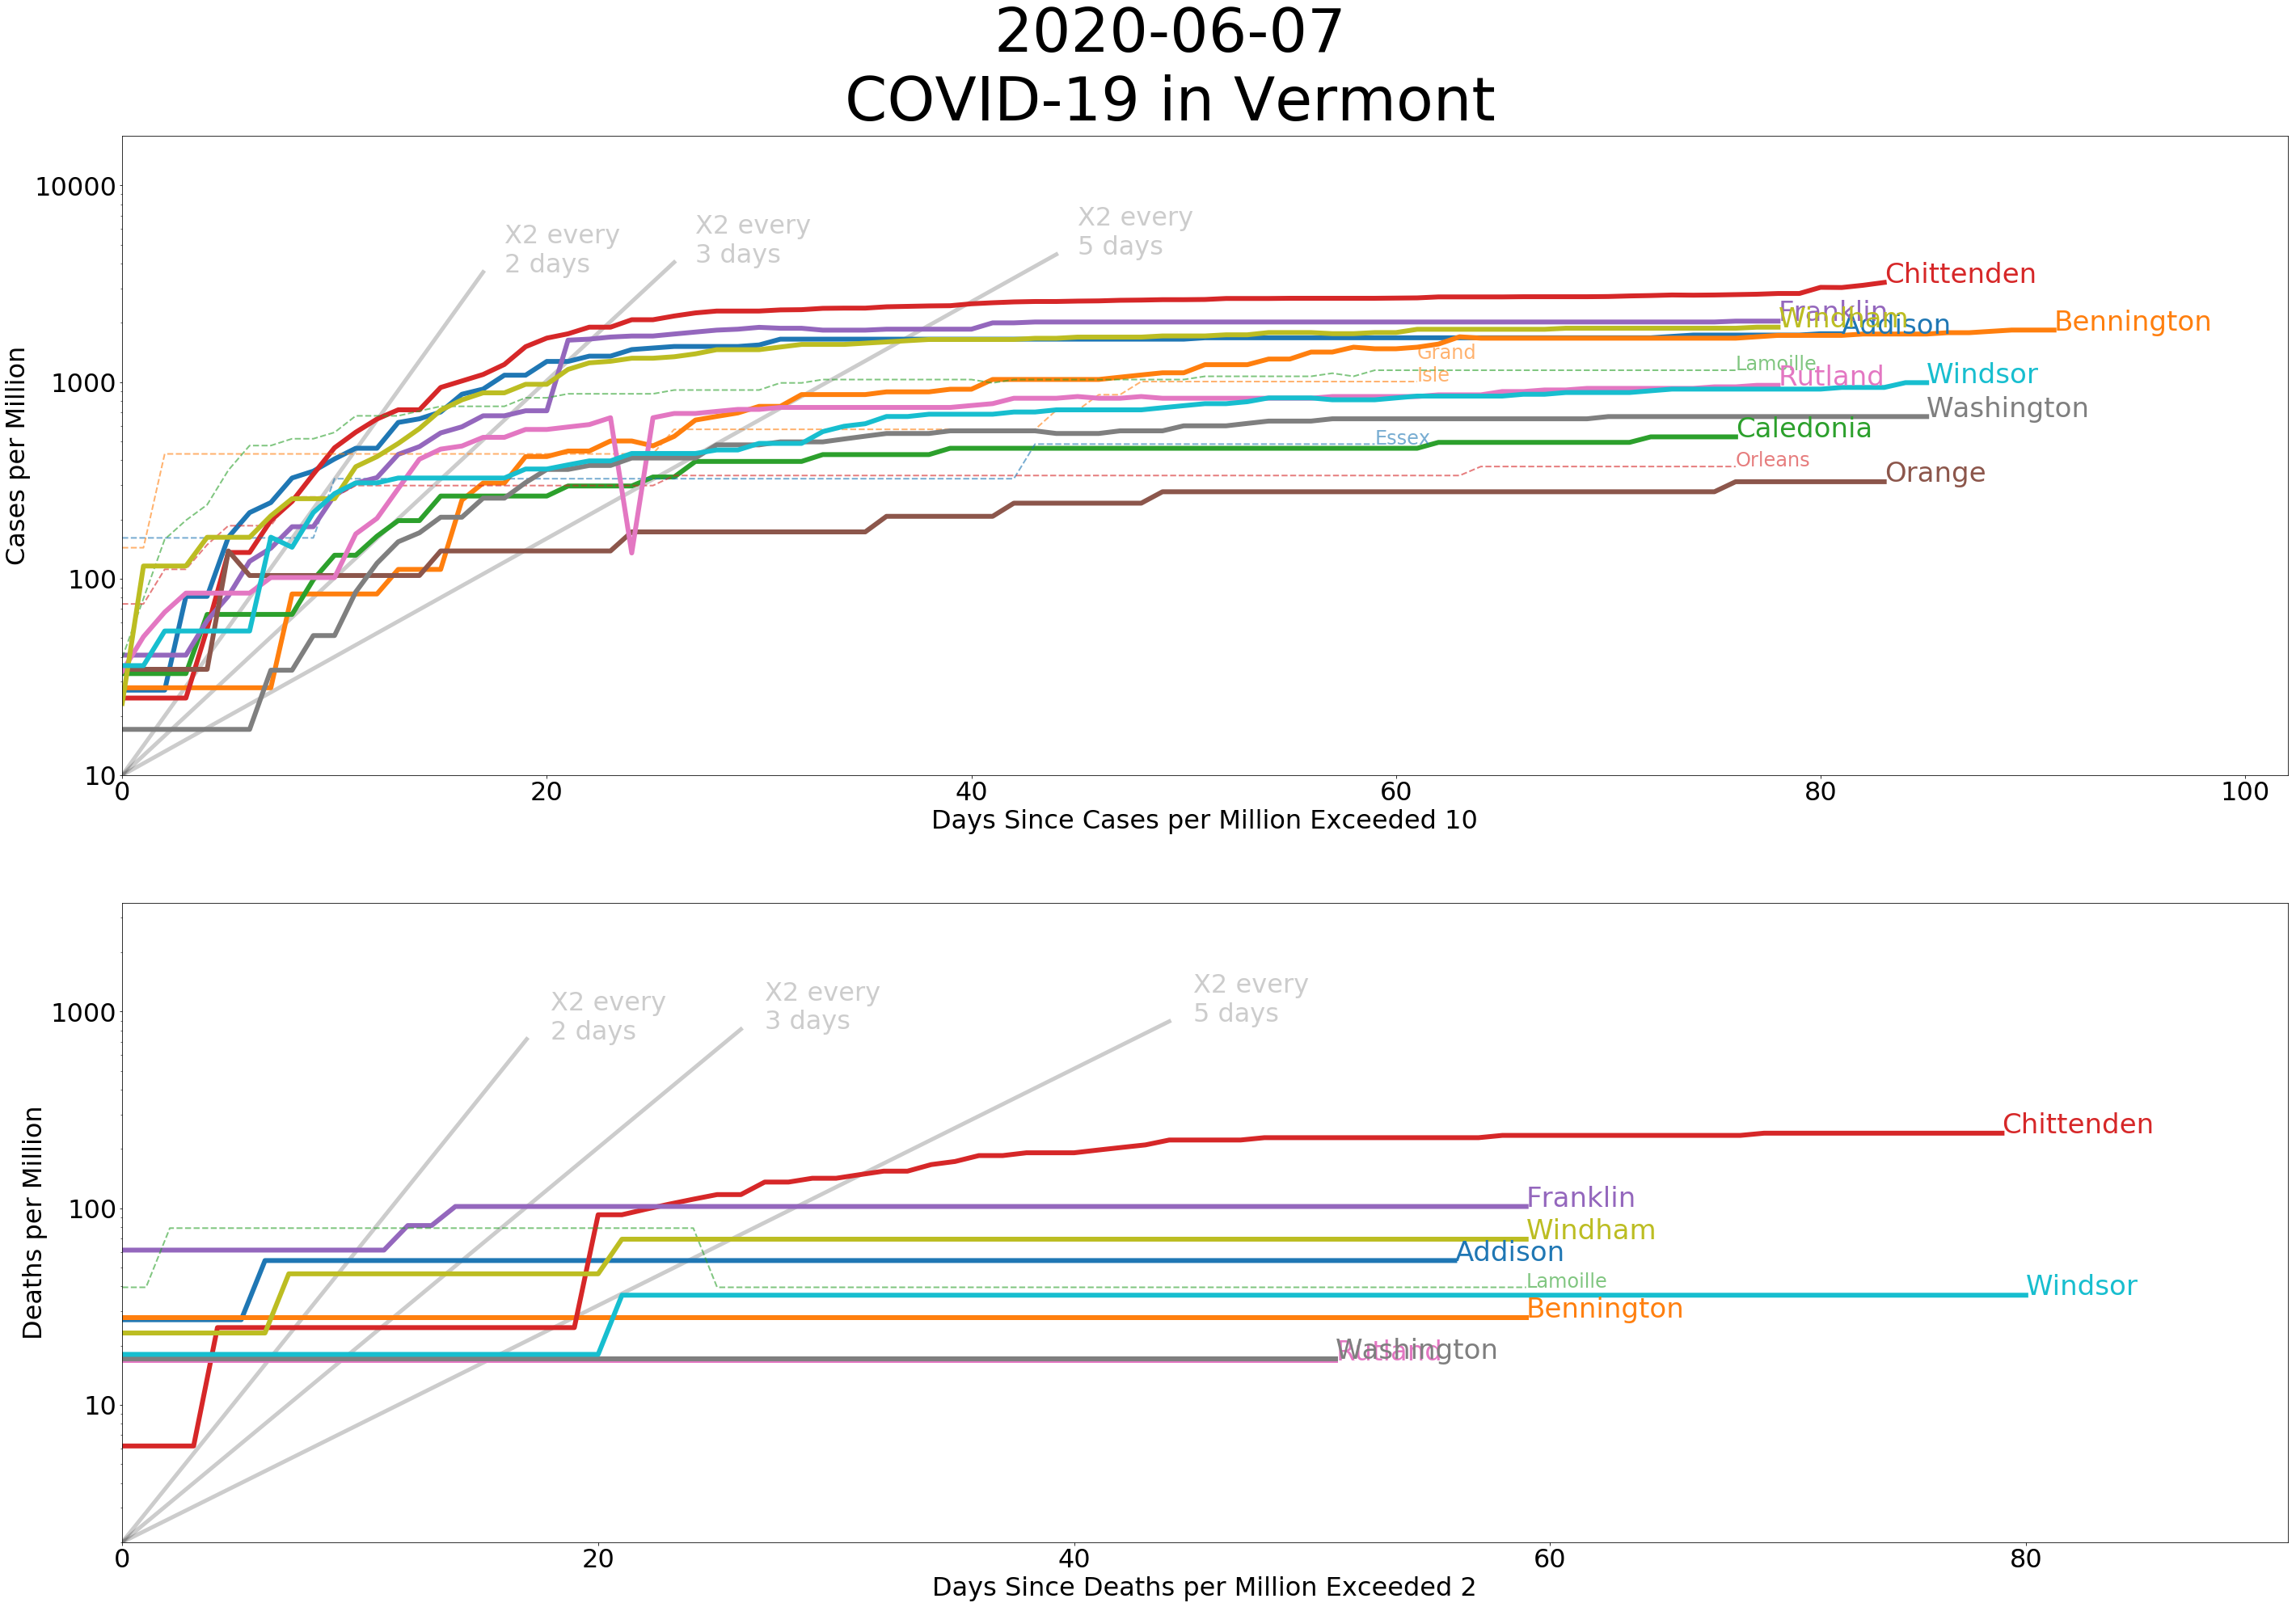 2020-06-07
COVID-19 in Vermont
10000
1000
100
10
Cases per Million
X2 every
2 days
X2 every
3 days
X2 every
5 days
Chittenden
Franklin
Windham
Addison
Bennington
Grand
Isle
Lamoille
Rutland
Windsor
Washington
Essex
Caledonia
Orleans
Orange
0
20
40
60
80
100
Days Since Cases per Million Exceeded 10
1000
100
10
Deaths per Million
X2 every
2 days
X2 every
3 days
X2 every
5 days
Chittenden
Franklin
Windham
Addison
Lamoille
Windsor
Bennington
Washington
Rutland
0
20
40
60
80
Days Since Deaths per Million Exceeded 2